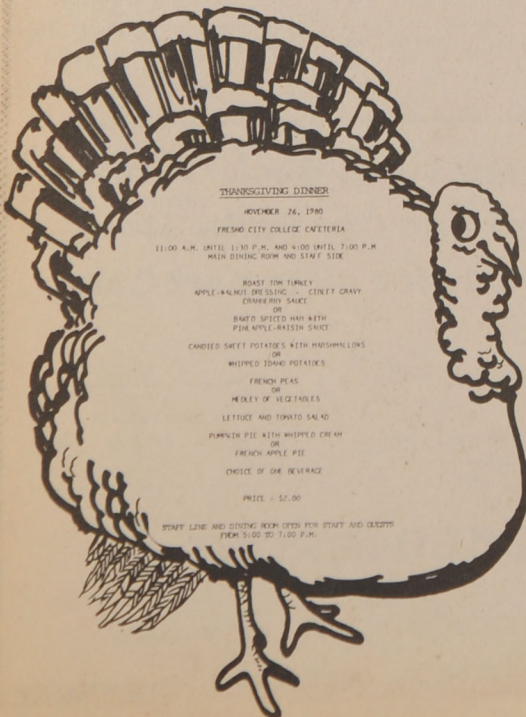 THANKSGIVING DINNER
NOVEMBER 26, 1980
FRESNO CITY COLLEGE CAFETERIA
11:00 A.M. UNTIL 1:30 P.M. AND 4:00 UNTIL 7:00 P.M
MAIN DINING ROOM AND STAFF SIDE
ROAST TOM TURKEY
APPLE-WALNUT DRESSING - GIBLET GRAVY
CRANBERRY SAUCE
OR
BAKED SPICED HAM WITH
PINEAPPLE-RAISIN SAUCE
CANDIED SWEET POTATOES WITH MARSHMALLOWS
OR
WHIPPED IDAHO POTATOES
FRENCH PEAS
OR
MEDLEY OF VEGETABLES
LETTUCE AND TOMATO SALAD
PUMPKIN PIE WITH WHIPPED CREAM
OR
FRENCH APPLE PIE
CHOICE OF ONE BEVERAGE
PRICE - $2.80
STAFF LINE AND DINING ROOM OPEN FOR STAFF AND GUESTS
FROM 5:00 TO 7:00 P.M.